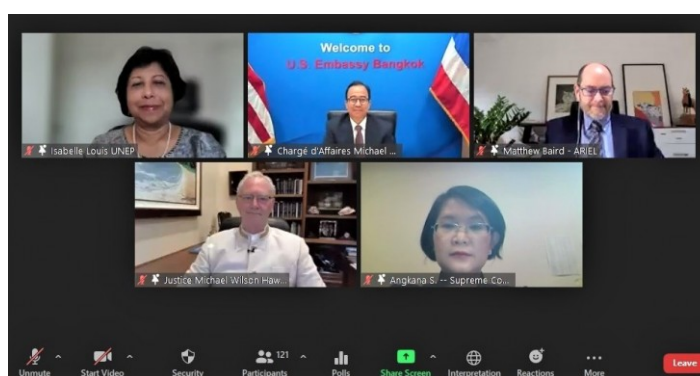 Welcome to
U.S. Embassy Bangkok
Isabelle Louis UNEP
Chargé d'Affaires Michael ...
Matthew Baird - ARIEL
Justice Michael Wilson Haw...
Angkana S. -- Supreme Co...
Unmute
Start Video
Security
Participants
121
Polls
Share Screen
Interpretation
Reactions
More
Leave